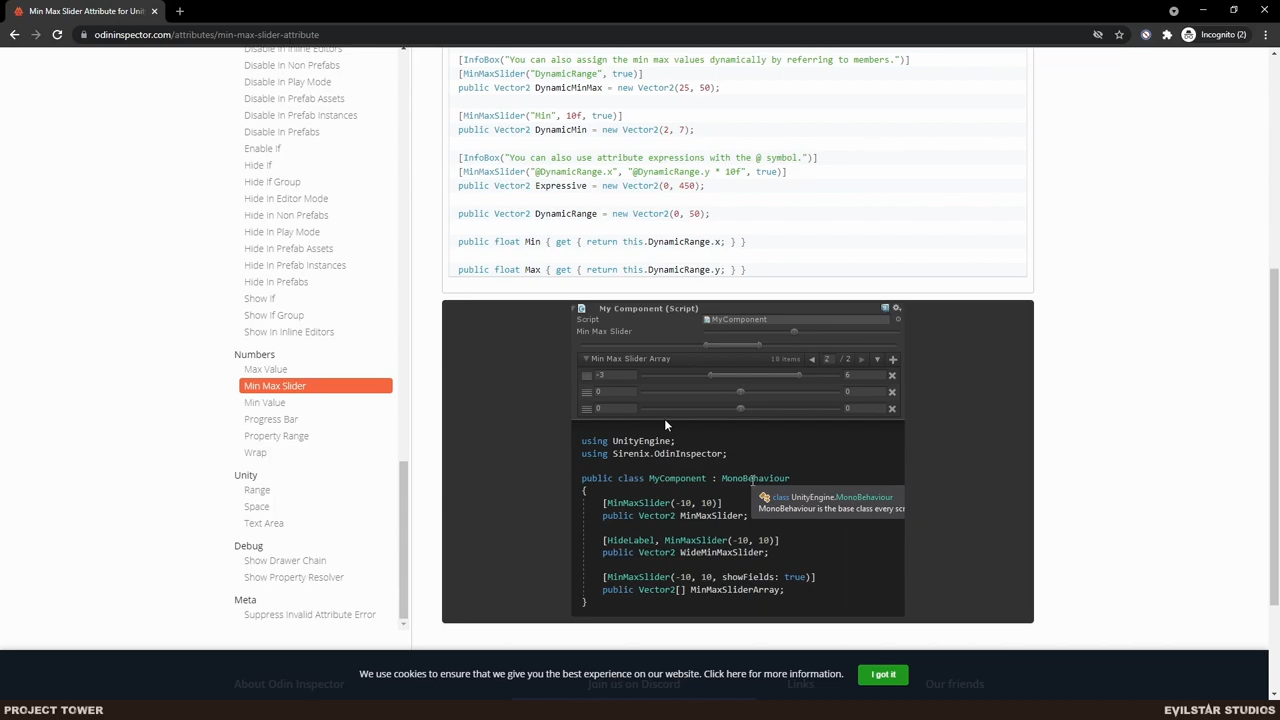 Min Max Slider Attribute for Unit
odininspector.com/attributes/min-max-slider-attribute
Incognito (2)
Disable In Inline Editors
Disable In Non Prefabs
Disable In Play Mode
Disable In Prefab Assets
Disable In Prefab Instances
Disable In Prefabs
Enable If
Hide If
Hide If Group
Hide In Editor Mode
Hide In Non Prefabs
Hide In Play Mode
Hide In Prefab Assets
Hide In Prefab Instances
Hide In Prefabs
Show If
Show If Group
Show In Inline Editors
Numbers
Max Value
Min Max Slider
Min Value
Progress Bar
Property Range
Wrap
Unity
Range
Space
Text Area
Debug
Show Drawer Chain
Show Property Resolver
Meta
Suppress Invalid Attribute Error
[InfoBox("You can also assign the min max values dynamically by referring to members.")]
[MinMaxSlider("DynamicRange", true)]
public Vector2 DynamicMinMax = new Vector2(25, 50);
[MinMaxSlider("Min", 10f, true)]
public Vector2 DynamicMin = new Vector2(2, 7);
[InfoBox("You can also use attribute expressions with the @ symbol.")]
[MinMaxSlider("@DynamicRange.x", "@DynamicRange.y * 10f", true)]
public Vector2 Expressive = new Vector2(0, 450);
public Vector2 DynamicRange = new Vector2(0, 50);
public float Min { get { return this.DynamicRange.x; } }
public float Max { get { return this.DynamicRange.y; } }
My Component (Script)
Script MyComponent
Min Max Slider
Min Max Slider Array 18 items 2 / 2
-3 6
0 0
0 0
using UnityEngine;
using Sirenix.OdinInspector;
public class MyComponent : MonoBehaviour
{
class UnityEngine.MonoBehaviour
MonoBehaviour is the base class every scr
[MinMaxSlider(-10, 10)]
public Vector2 MinMaxSlider;
[HideLabel, MinMaxSlider(-10, 10)]
public Vector2 WideMinMaxSlider;
[MinMaxSlider(-10, 10, showFields: true)]
public Vector2[] MinMaxSliderArray;
}
We use cookies to ensure that we give you the best experience on our website. Click here for more information. I got it
About Odin Inspector Join us on Discord Links Our friends
PROJECT TOWER EVILSTAR STUDIOS